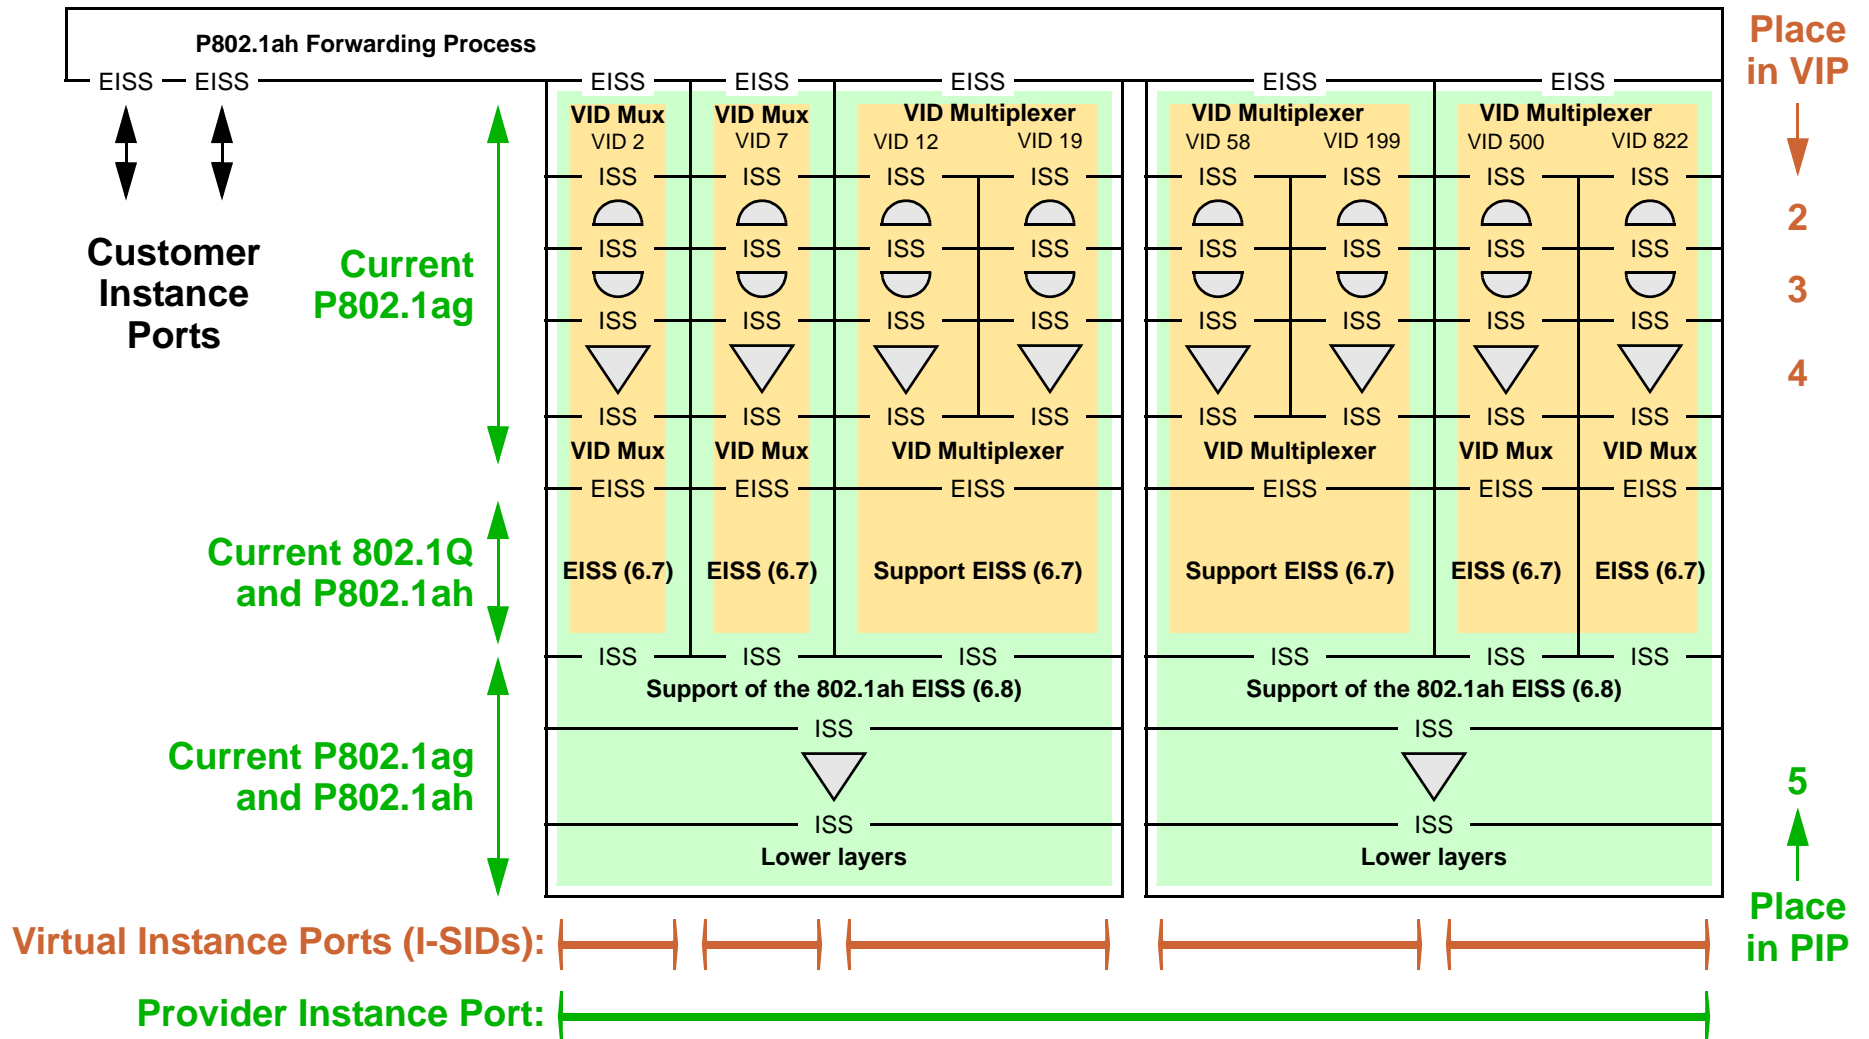 P802.1ah Forwarding Process
Place
in VIP
EISS EISS EISS EISS EISS EISS EISS
VID Mux VID Mux VID Multiplexer VID Multiplexer VID Multiplexer
VID 2 VID 7 VID 12 VID 19 VID 58 VID 199 VID 500 VID 822
ISS ISS ISS ISS ISS ISS ISS ISS
2
Customer
Instance
Ports
Current
P802.1ag
ISS ISS ISS ISS ISS ISS ISS ISS
3
ISS ISS ISS ISS ISS ISS ISS ISS
4
ISS ISS ISS ISS ISS ISS ISS ISS
VID Mux VID Mux VID Multiplexer VID Multiplexer VID Mux VID Mux
EISS EISS EISS EISS EISS EISS
Current 802.1Q
and P802.1ah
EISS (6.7) EISS (6.7) Support EISS (6.7) Support EISS (6.7) EISS (6.7) EISS (6.7)
ISS ISS ISS ISS ISS ISS
Support of the 802.1ah EISS (6.8) Support of the 802.1ah EISS (6.8)
ISS ISS
Current P802.1ag
and P802.1ah
5
ISS ISS
Lower layers Lower layers
Place
in PIP
Virtual Instance Ports (I-SIDs):
Provider Instance Port: